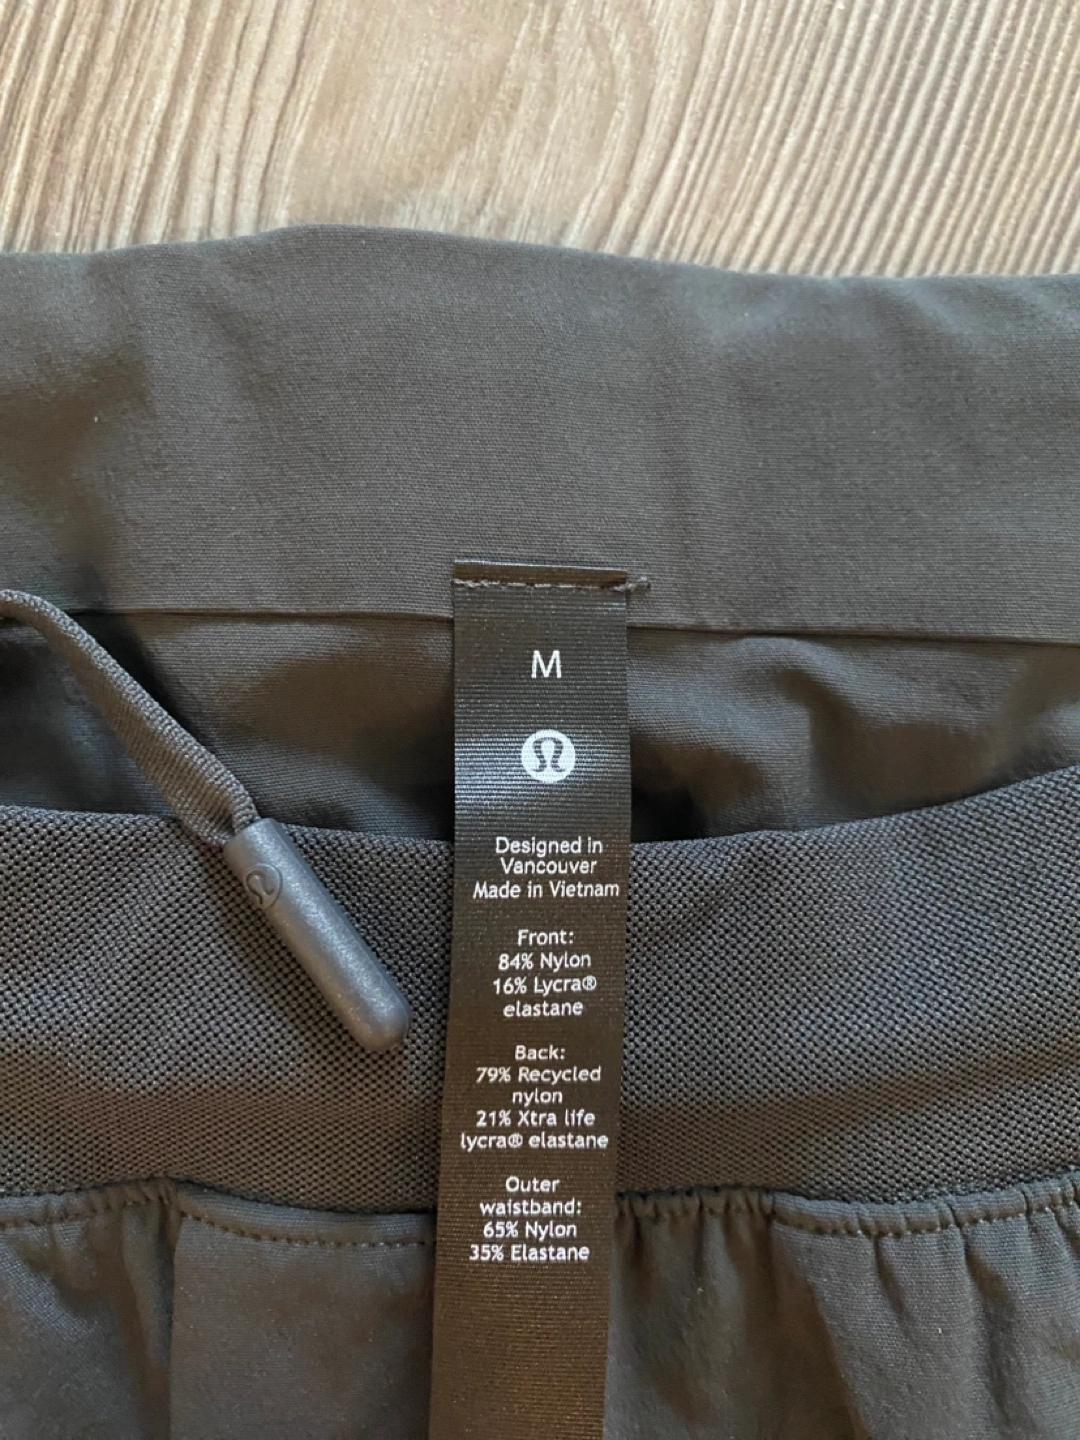 M
Designed in
Vancouver
Made in Vietnam
Front:
84% Nylon
16% Lycra®
elastane
Back:
79% Recycled
nylon
21% Xtra life
lycra® elastane
Outer
waistband:
65% Nylon
35% Elastane